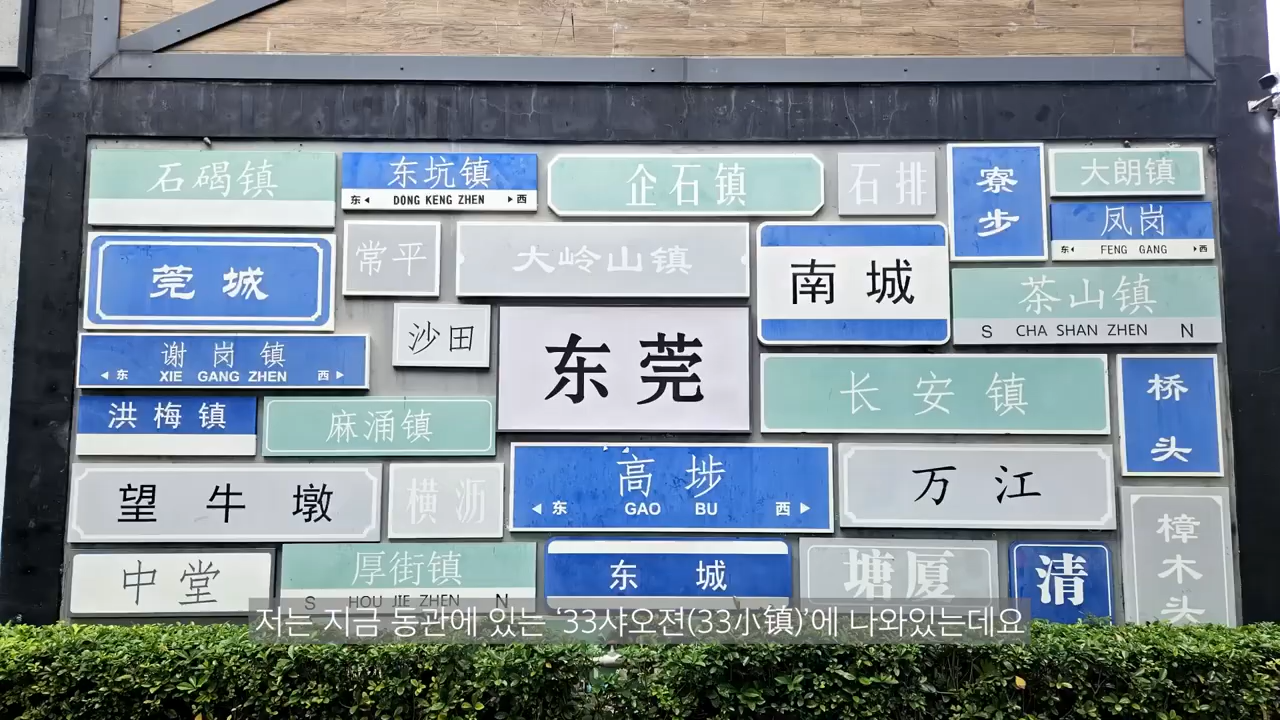 石碣镇
东坑镇
东 DONG KENG ZHEN 西
企石镇
石排
寮步
大朗镇
凤岗
东 FENG GANG 西
莞城
常平
大岭山镇
南城
茶山镇
S CHA SHAN ZHEN N
沙田
东莞
谢岗镇
东 XIE GANG ZHEN 西
长安镇
桥头
洪梅镇
麻涌镇
望牛墩
横沥
高埗
东 GAO BU 西
万江
樟木头
中堂
厚街镇
S HOU JIE ZHEN N
东城
塘厦
清
저는 지금 동관에 있는 '33샤오전(33小镇)'에 나와있는데요